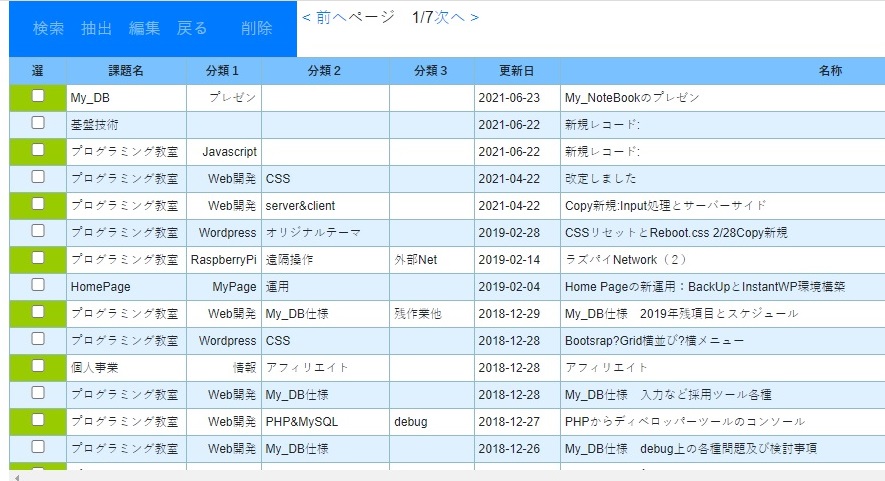 検索 抽出 編集 戻る 削除 < 前へページ 1/7次へ >
選 課題名 分類１ 分類２ 分類３ 更新日 名称
My_DB プレゼン 2021-06-23 My_NoteBookのプレゼン
基盤技術 2021-06-22 新規レコード:
プログラミング教室 Javascript 2021-06-22 新規レコード:
プログラミング教室 Web開発 CSS 2021-04-22 改定しました
プログラミング教室 Web開発 server&client 2021-04-22 Copy新規:Input処理とサーバーサイド
プログラミング教室 Wordpress オリジナルテーマ 2019-02-28 CSSリセットとReboot.css 2/28Copy新規
プログラミング教室 RaspberryPi 遠隔操作 外部Net 2019-02-14 ラズパイNetwork（２）
HomePage MyPage 運用 2019-02-04 Home Pageの新運用：BackUpとInstantWP環境構築
プログラミング教室 Web開発 My_DB仕様 残作業他 2018-12-29 My_DB仕様　2019年残項目とスケジュール
プログラミング教室 Wordpress CSS 2018-12-28 Bootsrap?Grid横並び?横メニュー
個人事業 情報 アフィリエイト 2018-12-28 アフィリエイト
プログラミング教室 Web開発 My_DB仕様 2018-12-28 My_DB仕様　入力など採用ツール各種
プログラミング教室 Web開発 PHP&MySQL debug 2018-12-27 PHPからディベロッパーツールのコンソール
プログラミング教室 Web開発 My_DB仕様 2018-12-26 My_DB仕様　debug上の各種問題及び検討事項